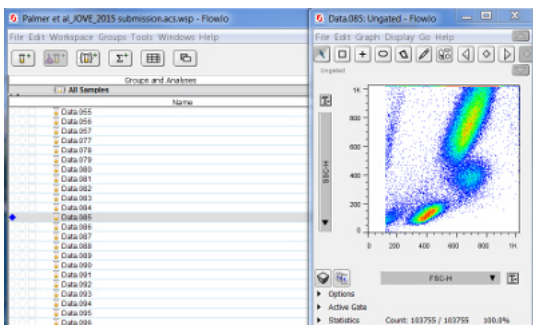 Palmer et al_JOVE_2015 submission.acs.wsp - FlowJo
File Edit Workspace Groups Tools Windows Help
Groups and Analyses
All Samples
Name
Data.055
Data.056
Data.057
Data.077
Data.078
Data.079
Data.080
Data.081
Data.082
Data.083
Data.084
Data.085
Data.086
Data.087
Data.088
Data.089
Data.090
Data.091
Data.092
Data.093
Data.094
Data.095
Data.096
Data.085: Ungated - FlowJo
File Edit Graph Display Go Help
Ungated
1K
800
600
400
200
0
SSC-H
0 200 400 600 800 1K
FSC-H
Options
Active Gate
Statistics Count: 103755 / 103755 100.0%